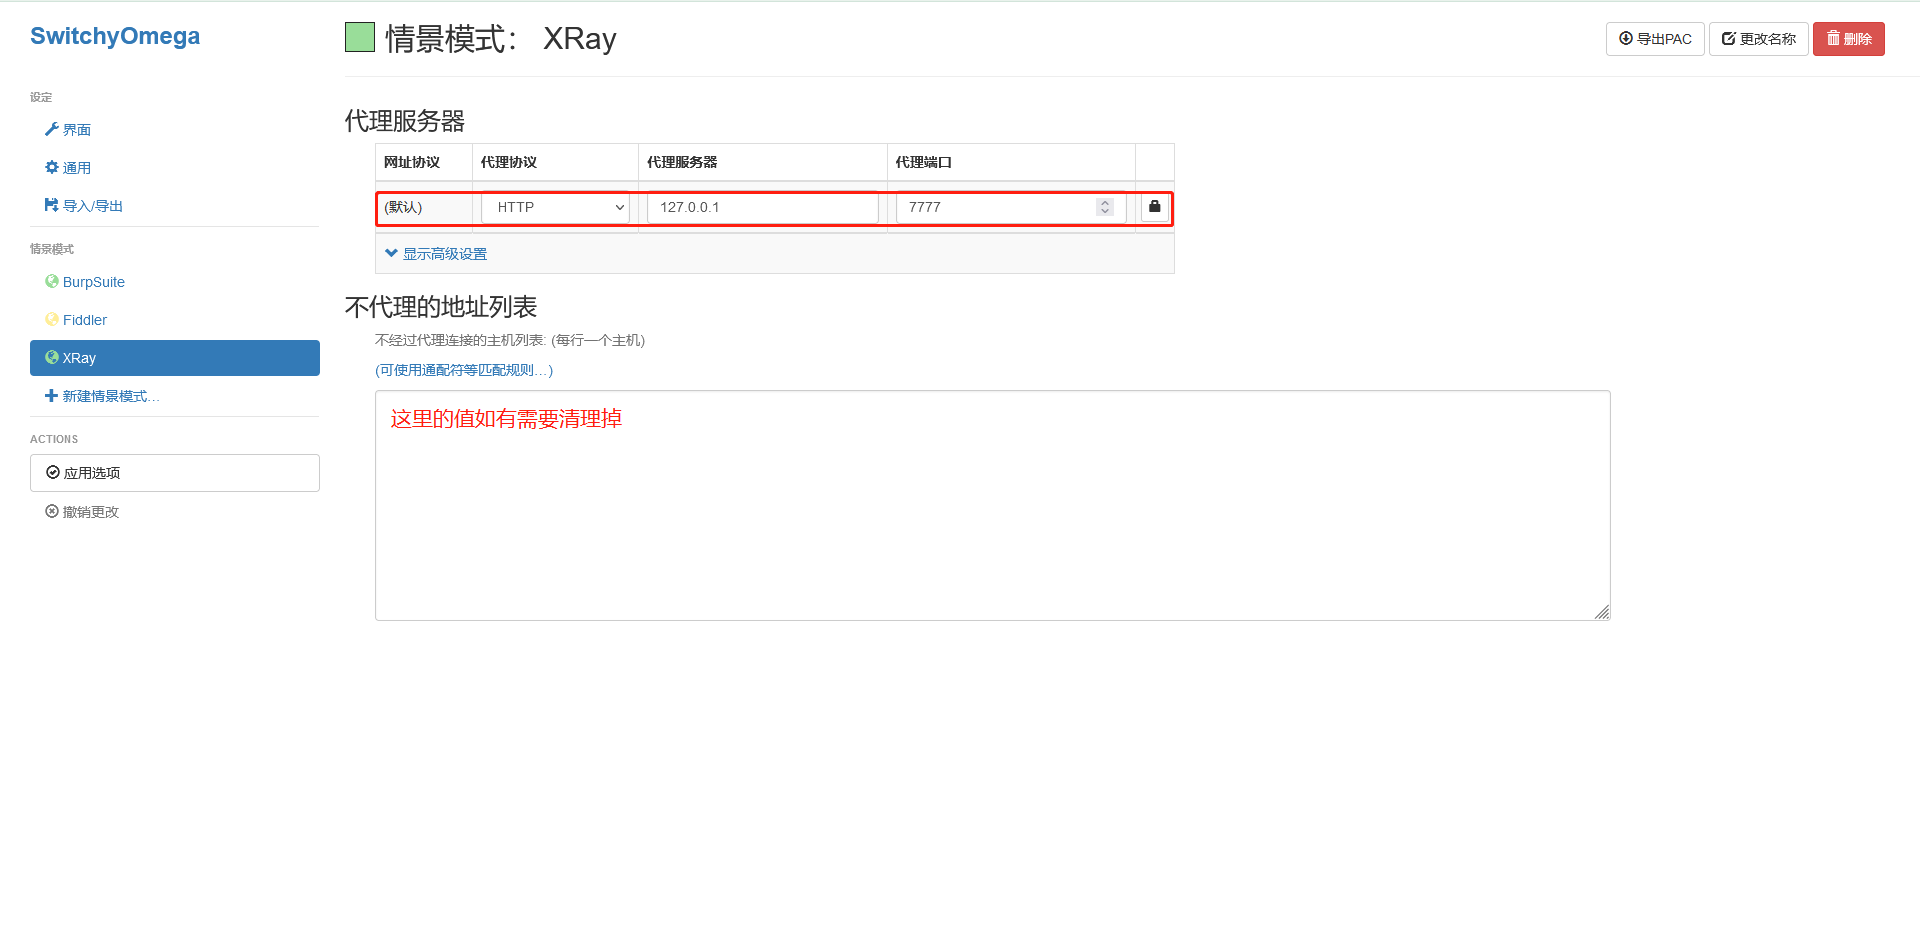 SwitchyOmega
设定
界面
通用
导入/导出
情景模式
BurpSuite
Fiddler
XRay
新建情景模式…
ACTIONS
应用选项
撤销更改
情景模式： XRay
导出PAC 更改名称 删除
代理服务器
网址协议 代理协议 代理服务器 代理端口
(默认) HTTP 127.0.0.1 7777
显示高级设置
不代理的地址列表
不经过代理连接的主机列表: (每行一个主机)
(可使用通配符等匹配规则…)
这里的值如有需要清理掉